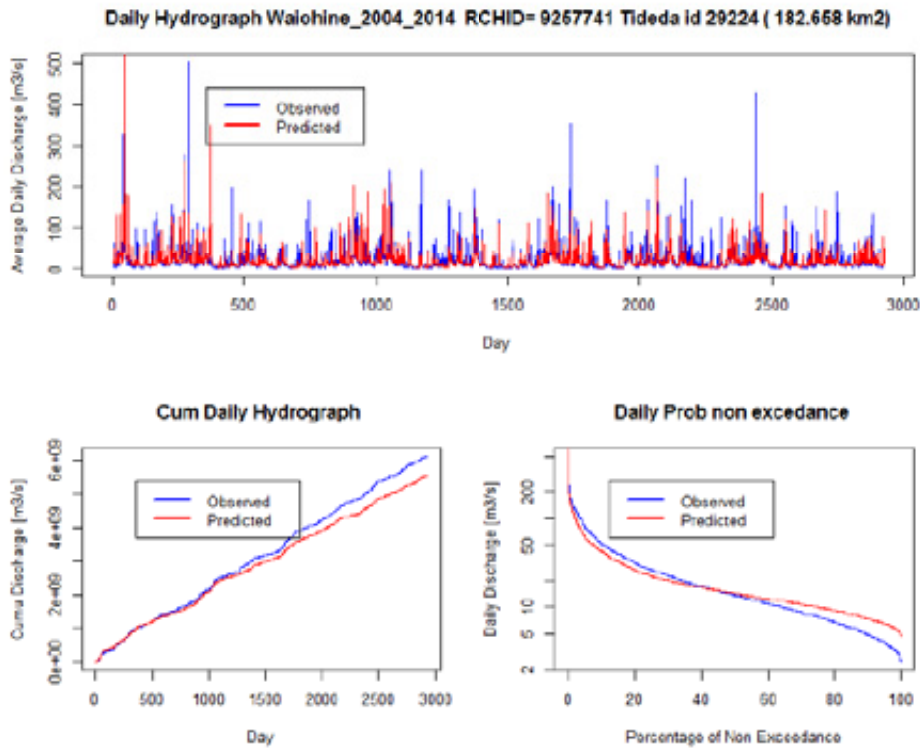 Daily Hydrograph Waiohine_2004_2014 RCHID= 9257741 Tideda id 29224 ( 182.658 km2)
Average Daily Discharge [m3/s]
500
400
300
200
100
0
Observed
Predicted
0 500 1000 1500 2000 2500 3000
Day
Cum Daily Hydrograph
Cumu Discharge [m3/s]
6e+09
4e+09
2e+09
0e+00
Observed
Predicted
0 500 1000 1500 2000 2500 3000
Day
Daily Prob non excedance
Daily Discharge [m3/s]
200
50
10
5
2
Observed
Predicted
0 20 40 60 80 100
Percentage of Non Exceedance